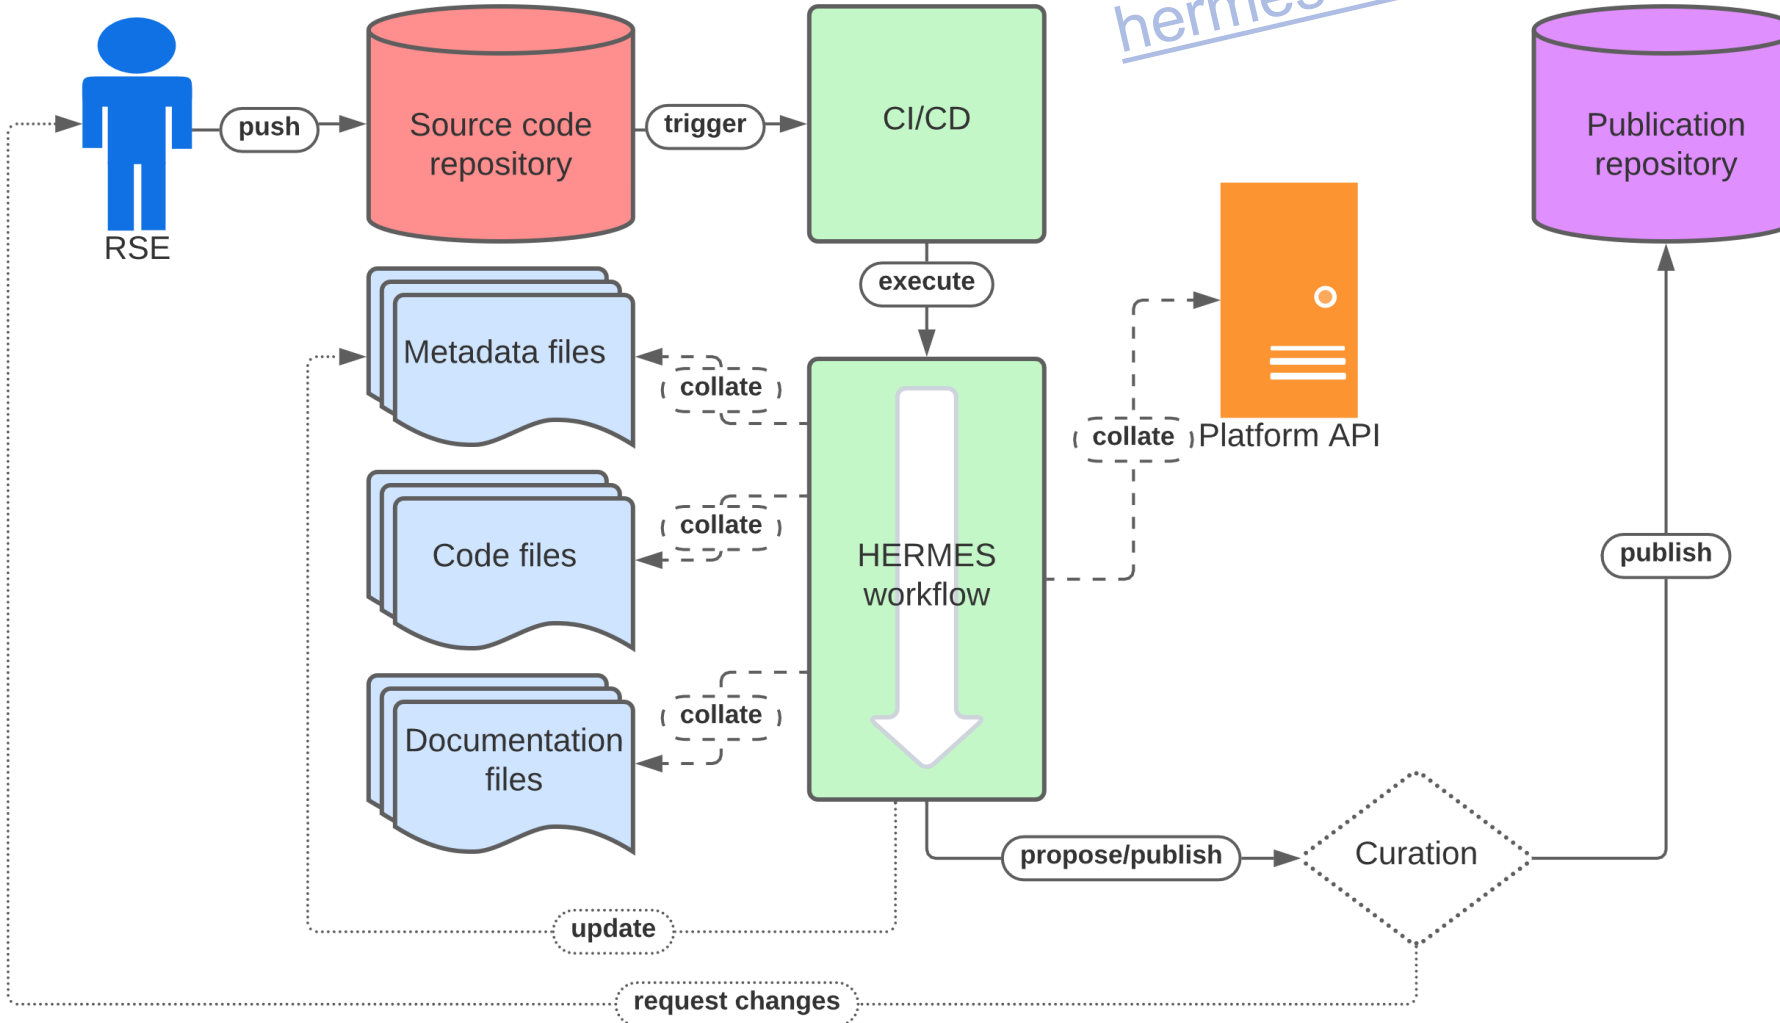 hermes
push
Source code
repository
trigger
CI/CD
Publication
repository
RSE
execute
Metadata files
collate
collate
Platform API
Code files
collate
HERMES
workflow
publish
Documentation
files
collate
propose/publish
Curation
update
request changes